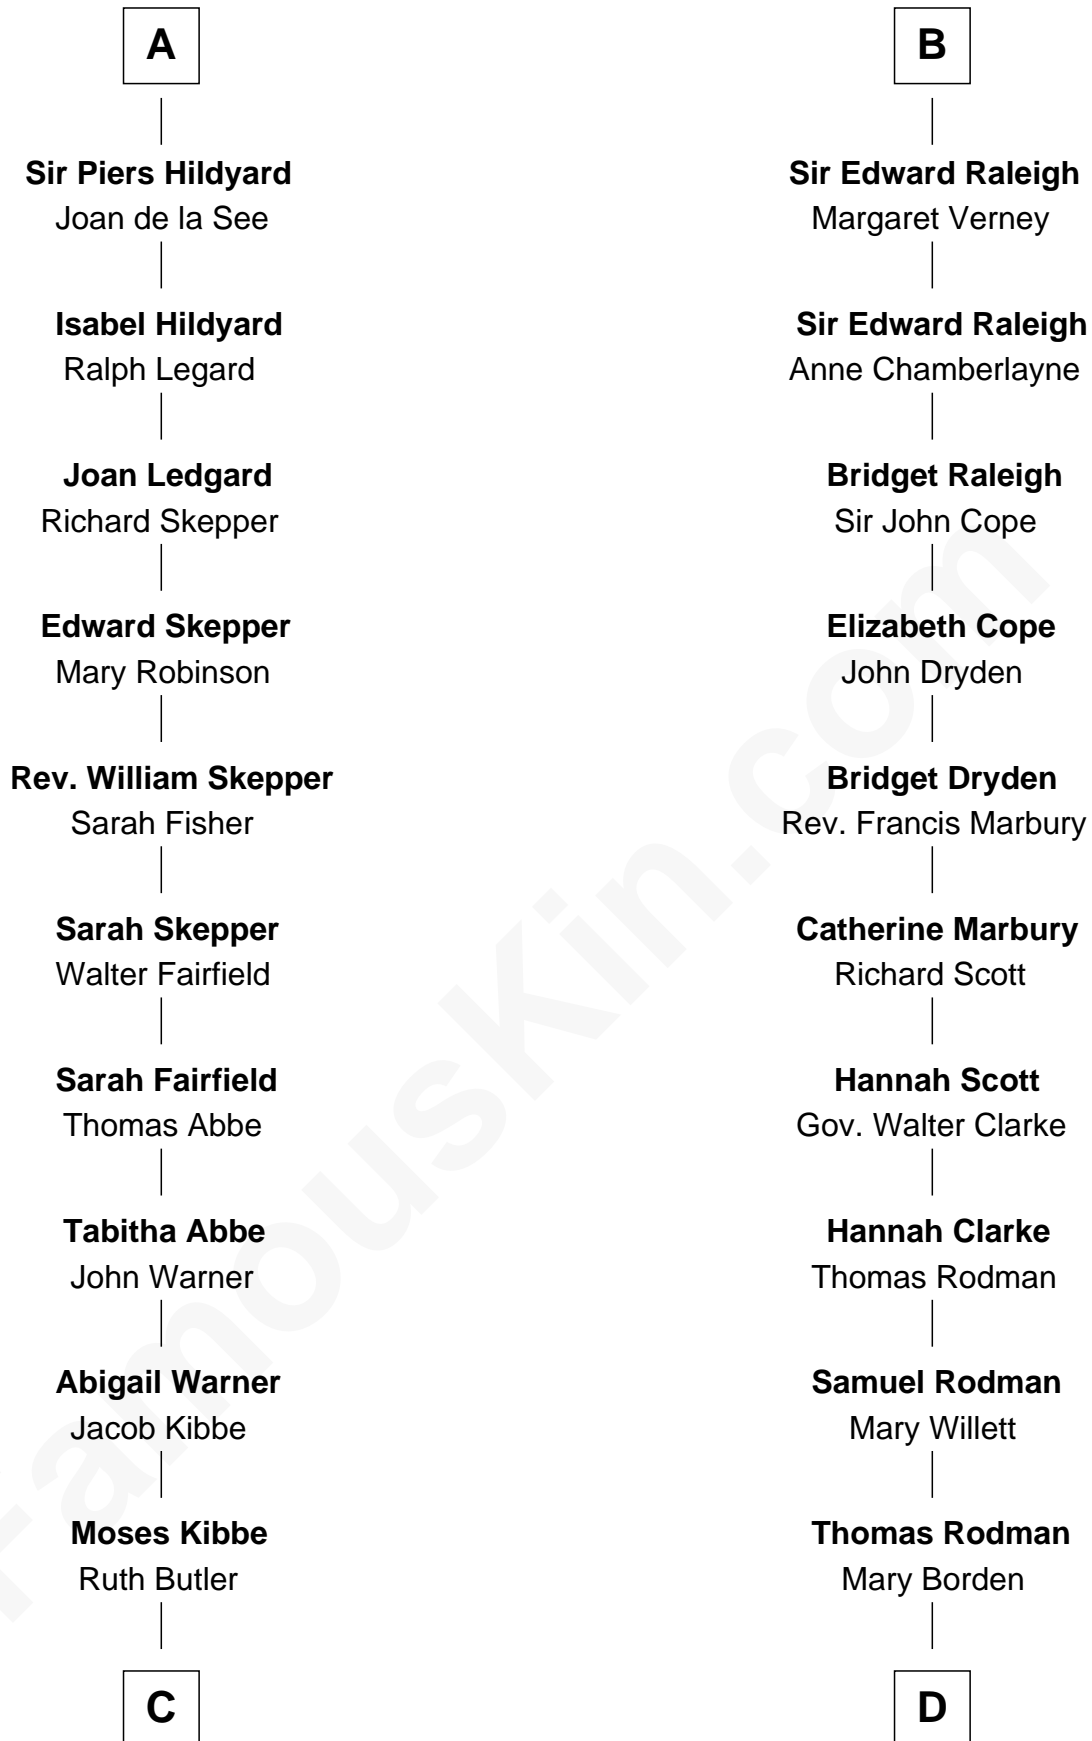 A
Sir Piers Hildyard
Joan de la See
Isabel Hildyard
Ralph Legard
Joan Ledgard
Richard Skepper
Edward Skepper
Mary Robinson
Rev. William Skepper
Sarah Fisher
Sarah Skepper
Walter Fairfield
Sarah Fairfield
Thomas Abbe
Tabitha Abbe
John Warner
Abigail Warner
Jacob Kibbe
Moses Kibbe
Ruth Butler
C
B
Sir Edward Raleigh
Margaret Verney
Sir Edward Raleigh
Anne Chamberlayne
Bridget Raleigh
Sir John Cope
Elizabeth Cope
John Dryden
Bridget Dryden
Rev. Francis Marbury
Catherine Marbury
Richard Scott
Hannah Scott
Gov. Walter Clarke
Hannah Clarke
Thomas Rodman
Samuel Rodman
Mary Willett
Thomas Rodman
Mary Borden
D
FamousKin.com